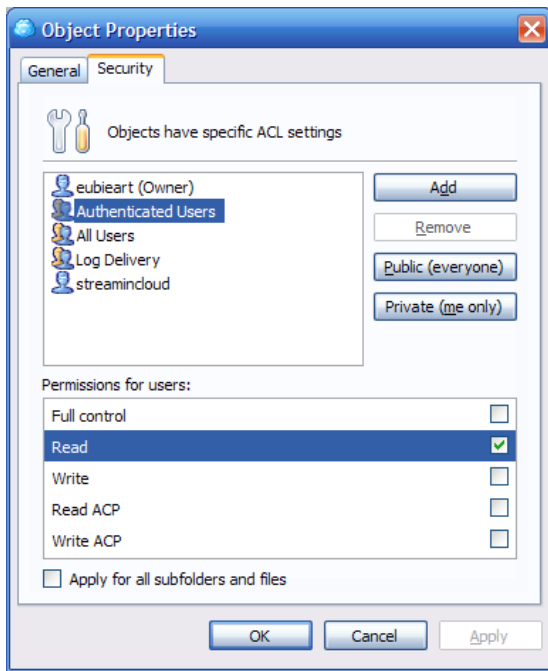 Object Properties
General
Security
Objects have specific ACL settings
eubieart (Owner)
Authenticated Users
All Users
Log Delivery
streamincloud
Add
Remove
Public (everyone)
Private (me only)
Permissions for users:
Full control
Read
Write
Read ACP
Write ACP
Apply for all subfolders and files
OK
Cancel
Apply